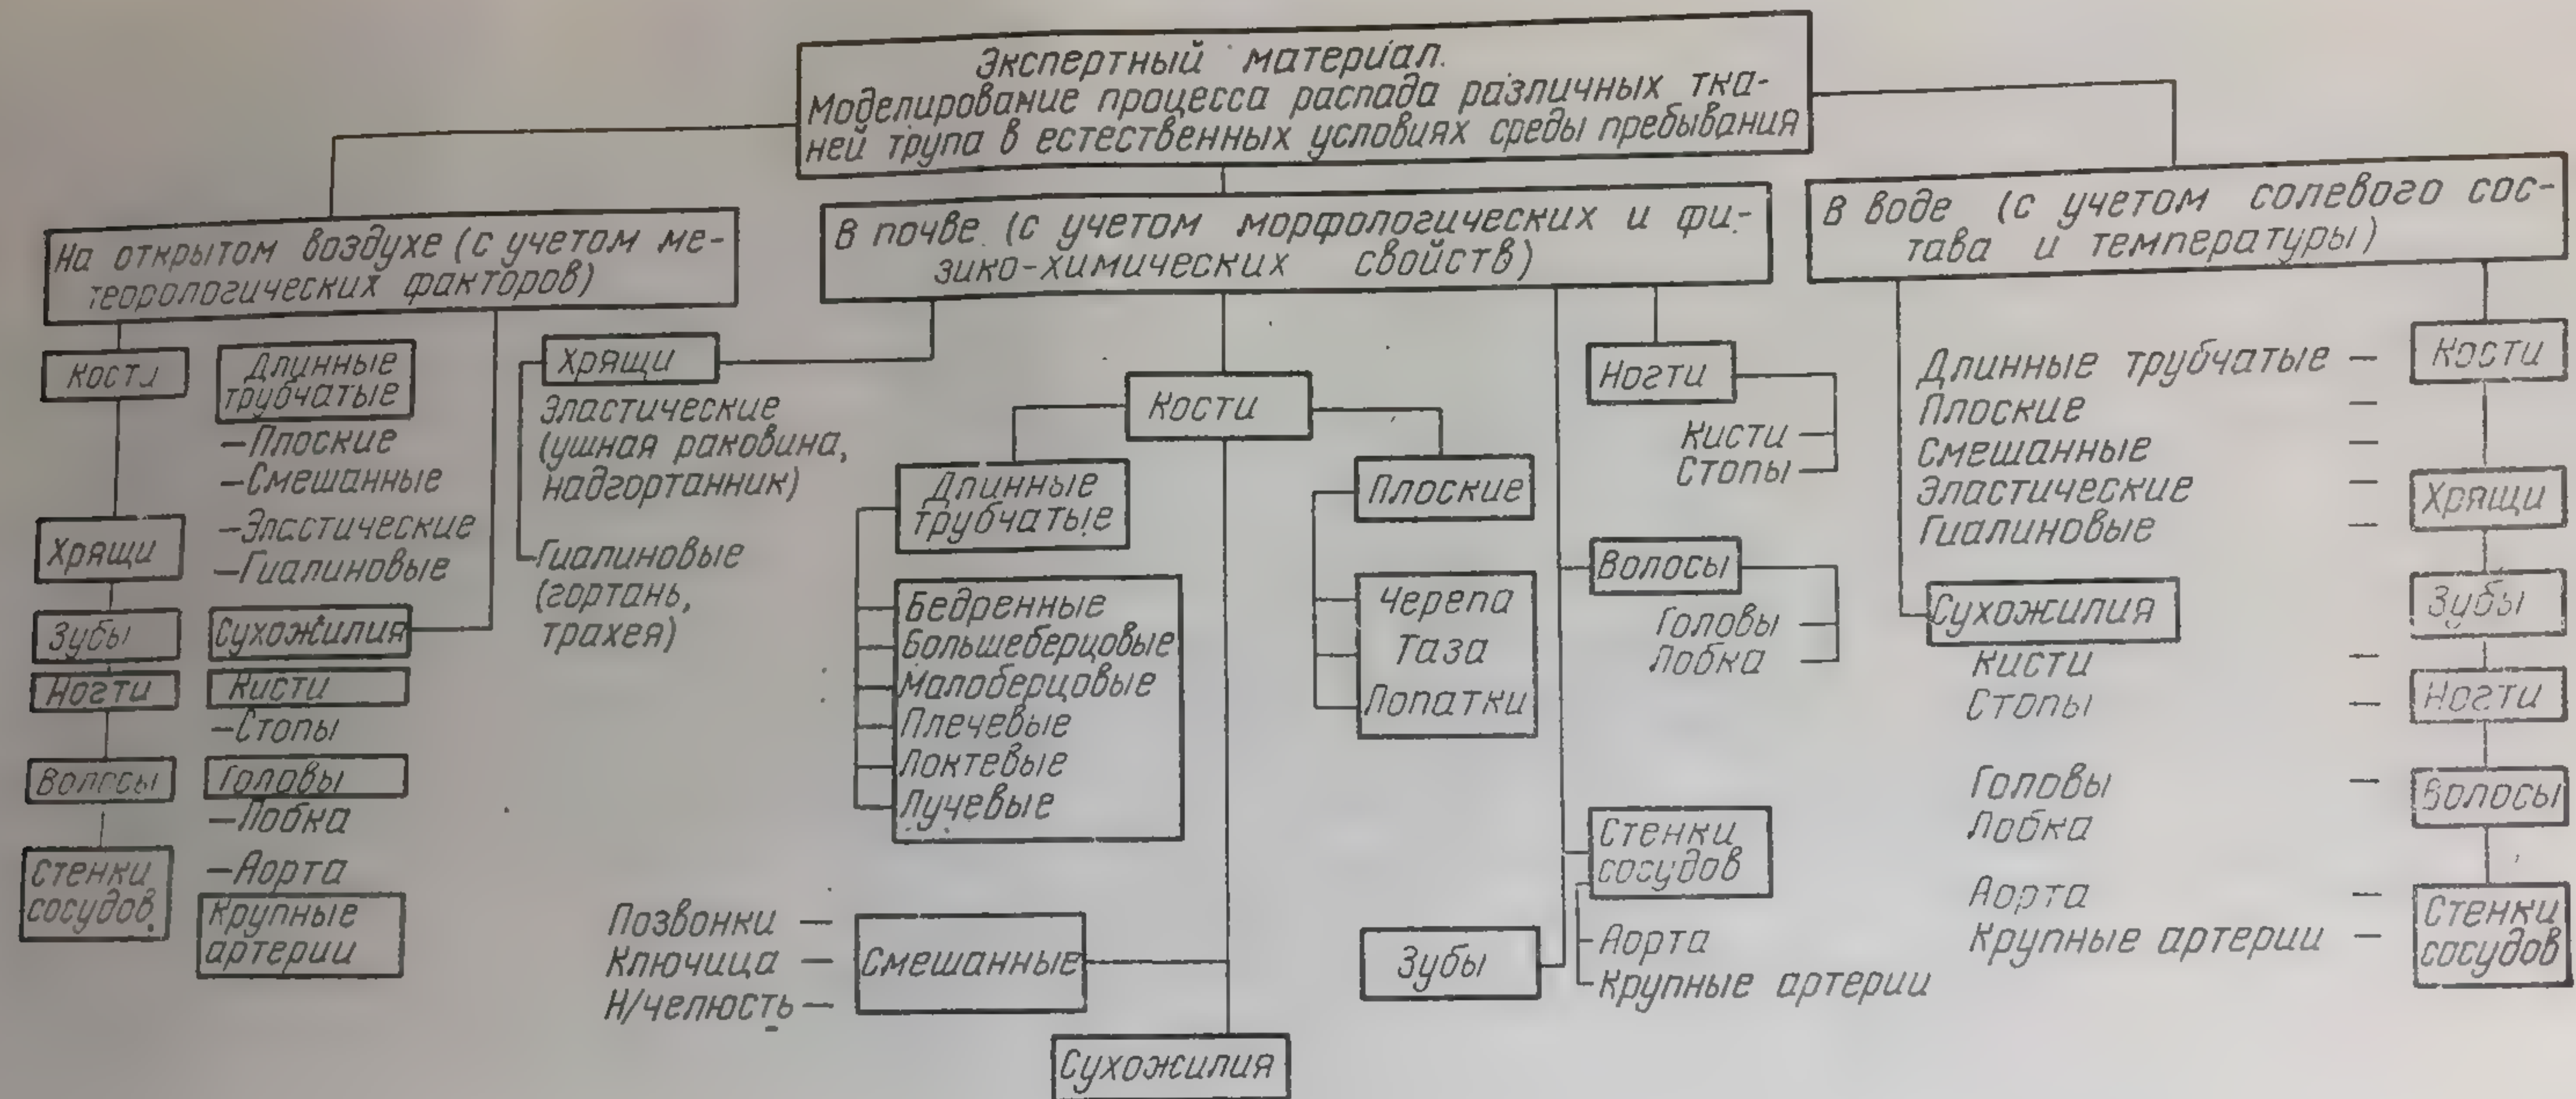 Экспертный материал.
Моделирование процесса распада различных тка-
ней трупа в естественных условиях среды пребывания
На открытом воздухе (с учетом ме-
теорологических факторов)
Кости
Длинные
трубчатые
—Плоские
—Смешанные
Хрящи
—Эластические
—Гиалиновые
Зубы
Сухожилия
Ногти
Кисти
—Стопы
Волосы
Головы
—Лобка
Стенки
сосудов
—Аорта
Крупные
артерии
В почве (с учетом морфологических и фи-
зико-химических свойств)
Хрящи
Эластические
(ушная раковина,
надгортанник)
Гиалиновые
(гортань,
трахея)
Кости
Длинные
трубчатые
Бедренные
Большеберцовые
Малоберцовые
Плечевые
Локтевые
Лучевые
Плоские
Черепа
Таза
Лопатки
Позвонки —
Ключица —
Н/челюсть —
Смешанные
Сухожилия
Ногти
Кисти
Стопы
Волосы
Головы
Лобка
Стенки
сосудов
Аорта
Крупные артерии
Зубы
В воде (с учетом солевого сос-
тава и температуры)
Длинные трубчатые —
Плоские —
Смешанные —
Эластические —
Гиалиновые —
Кости
Хрящи
Сухожилия
Зубы
Кисти —
Стопы —
Ногти
Головы —
Лобка
Волосы
Аорта —
Крупные артерии —
Стенки
сосудов